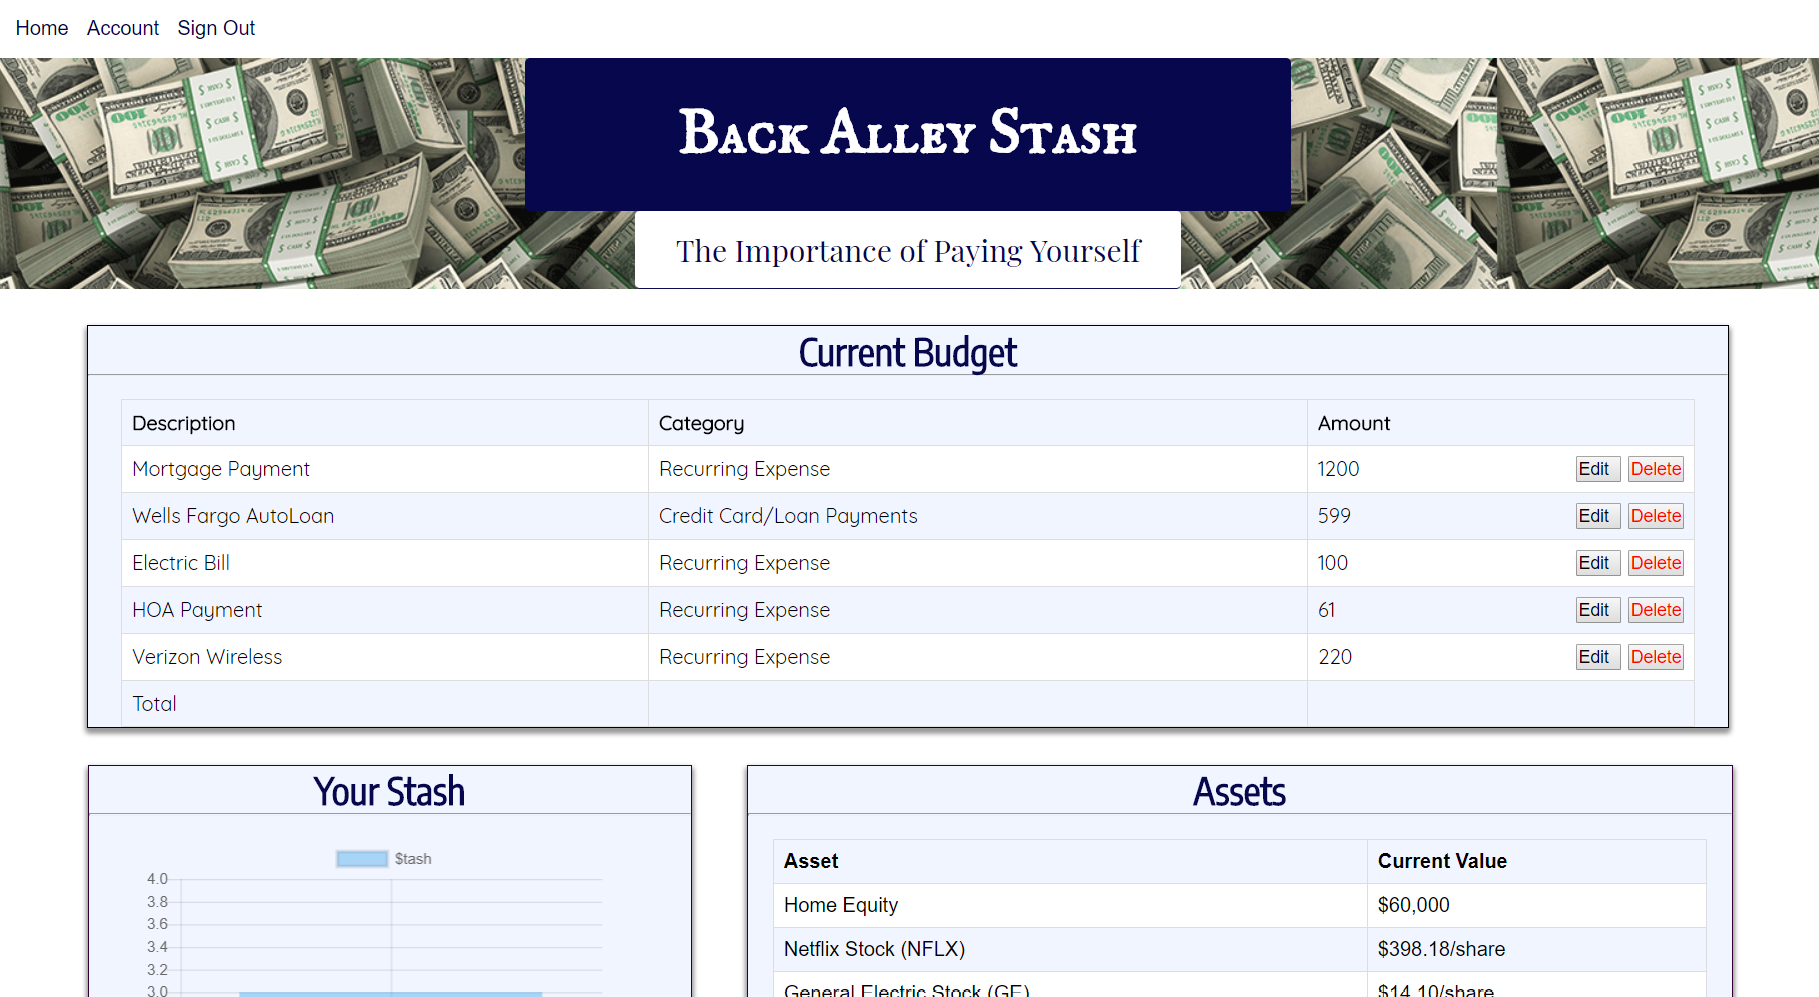 Home Account Sign Out
Back Alley Stash
The Importance of Paying Yourself
Current Budget
Description Category Amount
Mortgage Payment Recurring Expense 1200 Edit Delete
Wells Fargo AutoLoan Credit Card/Loan Payments 599 Edit Delete
Electric Bill Recurring Expense 100 Edit Delete
HOA Payment Recurring Expense 61 Edit Delete
Verizon Wireless Recurring Expense 220 Edit Delete
Total
Your Stash
$tash
4.0
3.8
3.6
3.4
3.2
3.0
Assets
Asset Current Value
Home Equity $60,000
Netflix Stock (NFLX) $398.18/share
General Electric Stock (GE) $14.10/share